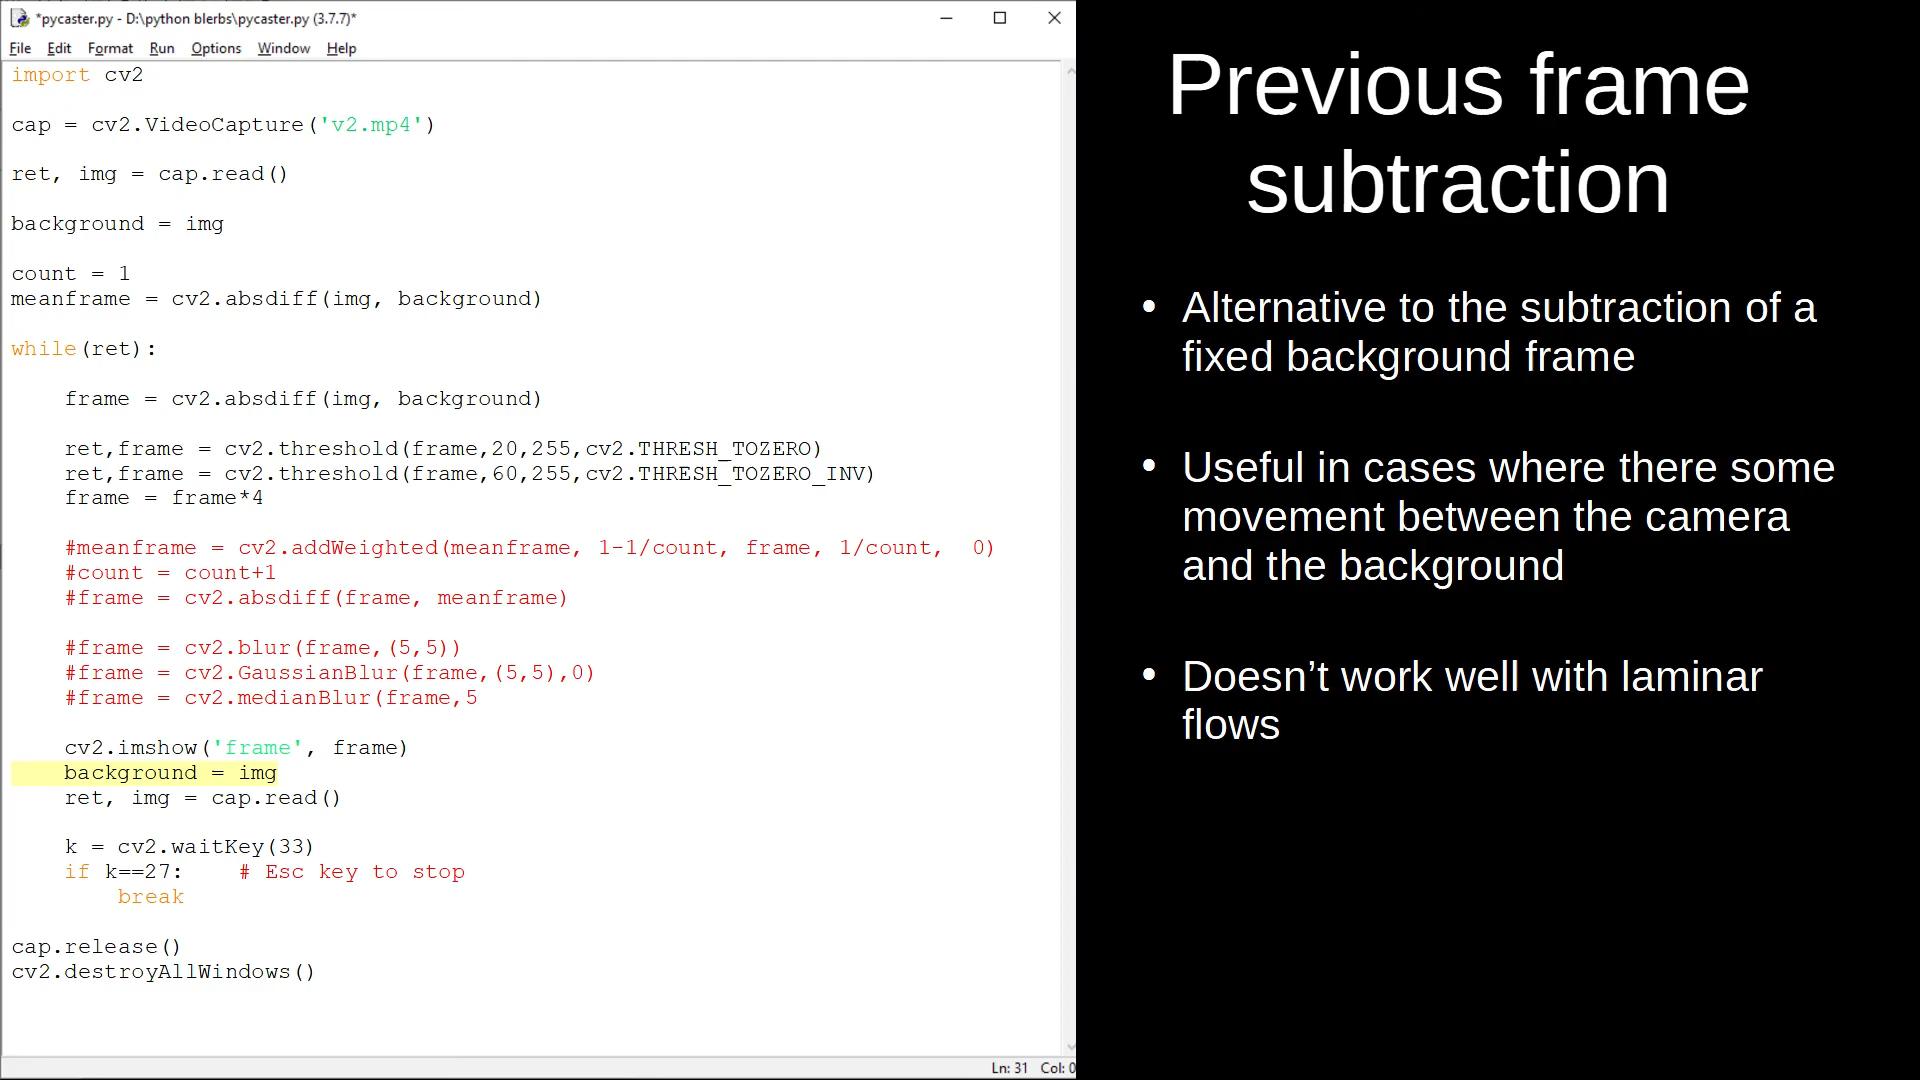 *pycaster.py - D:\python blerbs\pycaster.py (3.7.7)*
File Edit Format Run Options Window Help
import cv2
cap = cv2.VideoCapture('v2.mp4')
ret, img = cap.read()
background = img
count = 1
meanframe = cv2.absdiff(img, background)
while(ret):
frame = cv2.absdiff(img, background)
ret,frame = cv2.threshold(frame,20,255,cv2.THRESH_TOZERO)
ret,frame = cv2.threshold(frame,60,255,cv2.THRESH_TOZERO_INV)
frame = frame*4
#meanframe = cv2.addWeighted(meanframe, 1-1/count, frame, 1/count,  0)
#count = count+1
#frame = cv2.absdiff(frame, meanframe)
#frame = cv2.blur(frame,(5,5))
#frame = cv2.GaussianBlur(frame,(5,5),0)
#frame = cv2.medianBlur(frame,5
cv2.imshow('frame', frame)
background = img
ret, img = cap.read()
k = cv2.waitKey(33)
if k==27:    # Esc key to stop
break
cap.release()
cv2.destroyAllWindows()
Ln: 31 Col: 0
Previous frame
subtraction
• Alternative to the subtraction of a
fixed background frame
• Useful in cases where there some
movement between the camera
and the background
• Doesn’t work well with laminar
flows